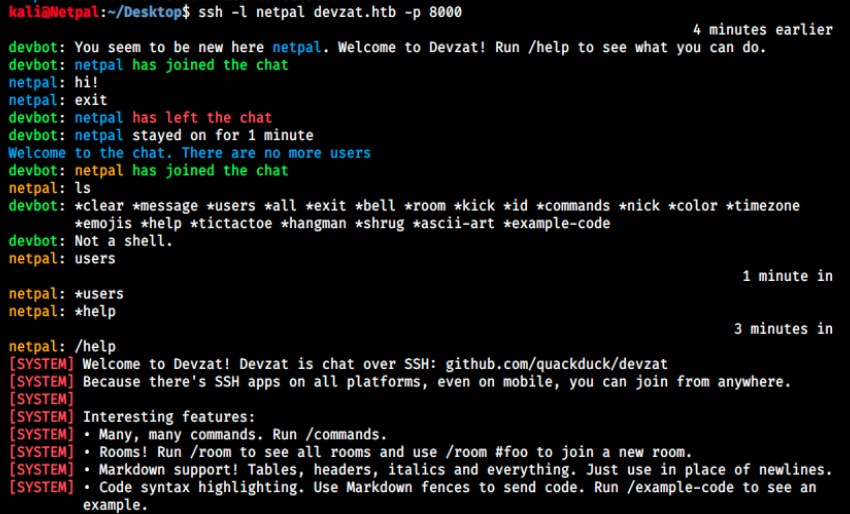 kali@Netpal:~/Desktop$ ssh -l netpal devzat.htb -p 8000
4 minutes earlier
devbot: You seem to be new here netpal. Welcome to Devzat! Run /help to see what you can do.
devbot: netpal has joined the chat
netpal: hi!
netpal: exit
devbot: netpal has left the chat
devbot: netpal stayed on for 1 minute
Welcome to the chat. There are no more users
devbot: netpal has joined the chat
netpal: ls
devbot: *clear *message *users *all *exit *bell *room *kick *id *commands *nick *color *timezone
*emojis *help *tictactoe *hangman *shrug *ascii-art *example-code
devbot: Not a shell.
netpal: users
1 minute in
netpal: *users
netpal: *help
3 minutes in
netpal: /help
[SYSTEM] Welcome to Devzat! Devzat is chat over SSH: github.com/quackduck/devzat
[SYSTEM] Because there's SSH apps on all platforms, even on mobile, you can join from anywhere.
[SYSTEM]
[SYSTEM] Interesting features:
[SYSTEM] • Many, many commands. Run /commands.
[SYSTEM] • Rooms! Run /room to see all rooms and use /room #foo to join a new room.
[SYSTEM] • Markdown support! Tables, headers, italics and everything. Just use in place of newlines.
[SYSTEM] • Code syntax highlighting. Use Markdown fences to send code. Run /example-code to see an
example.